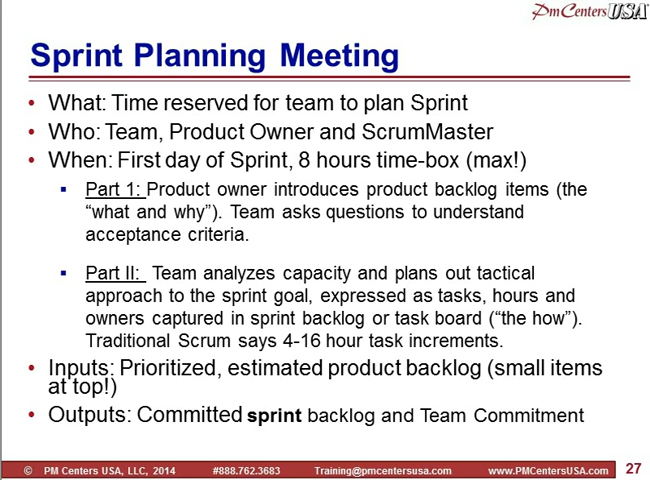 PmCenters USA
Sprint Planning Meeting
• What: Time reserved for team to plan Sprint
• Who: Team, Product Owner and ScrumMaster
• When: First day of Sprint, 8 hours time-box (max!)
▪ Part 1: Product owner introduces product backlog items (the
“what and why”). Team asks questions to understand
acceptance criteria.
▪ Part II: Team analyzes capacity and plans out tactical
approach to the sprint goal, expressed as tasks, hours and
owners captured in sprint backlog or task board (“the how”).
Traditional Scrum says 4-16 hour task increments.
• Inputs: Prioritized, estimated product backlog (small items
at top!)
• Outputs: Committed sprint backlog and Team Commitment
© PM Centers USA, LLC, 2014 #888.762.3683 Training@pmcentersusa.com www.PMCentersUSA.com 27